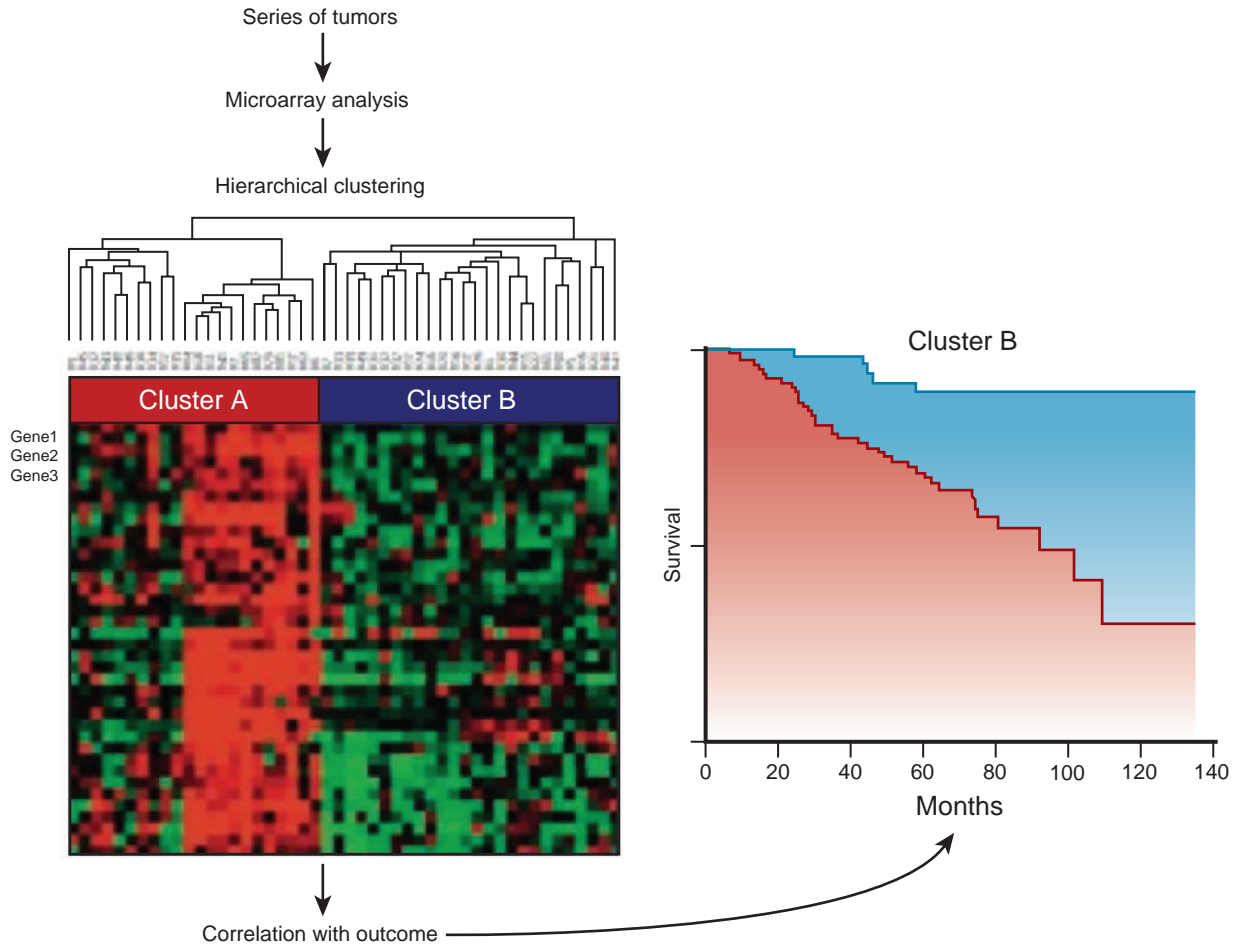 Series of tumors
Microarray analysis
Hierarchical clustering
Cluster A
Cluster B
Gene1
Gene2
Gene3
Correlation with outcome
Cluster B
Survival
0 20 40 60 80 100 120 140
Months